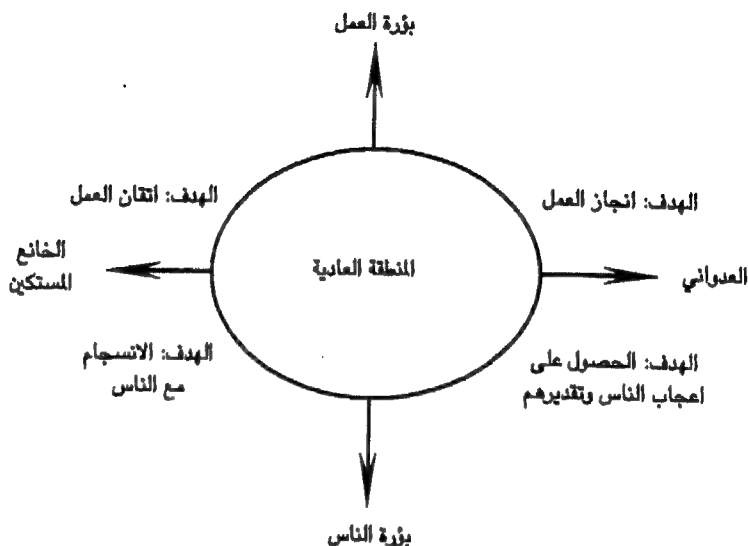 بؤرة العمل
الهدف: انجاز العمل
الهدف: اتقان العمل
العدواني
المنطقة العادية
الخانع
المستكين
الهدف: الحصول على
اعجاب الناس وتقديرهم
الهدف: الانسجام
مع الناس
بؤرة الناس